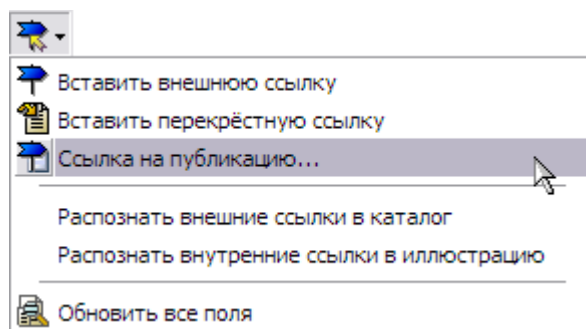 Вставить внешнюю ссылку
Вставить перекрёстную ссылку
Ссылка на публикацию...
Распознать внешние ссылки в каталог
Распознать внутренние ссылки в иллюстрацию
Обновить все поля